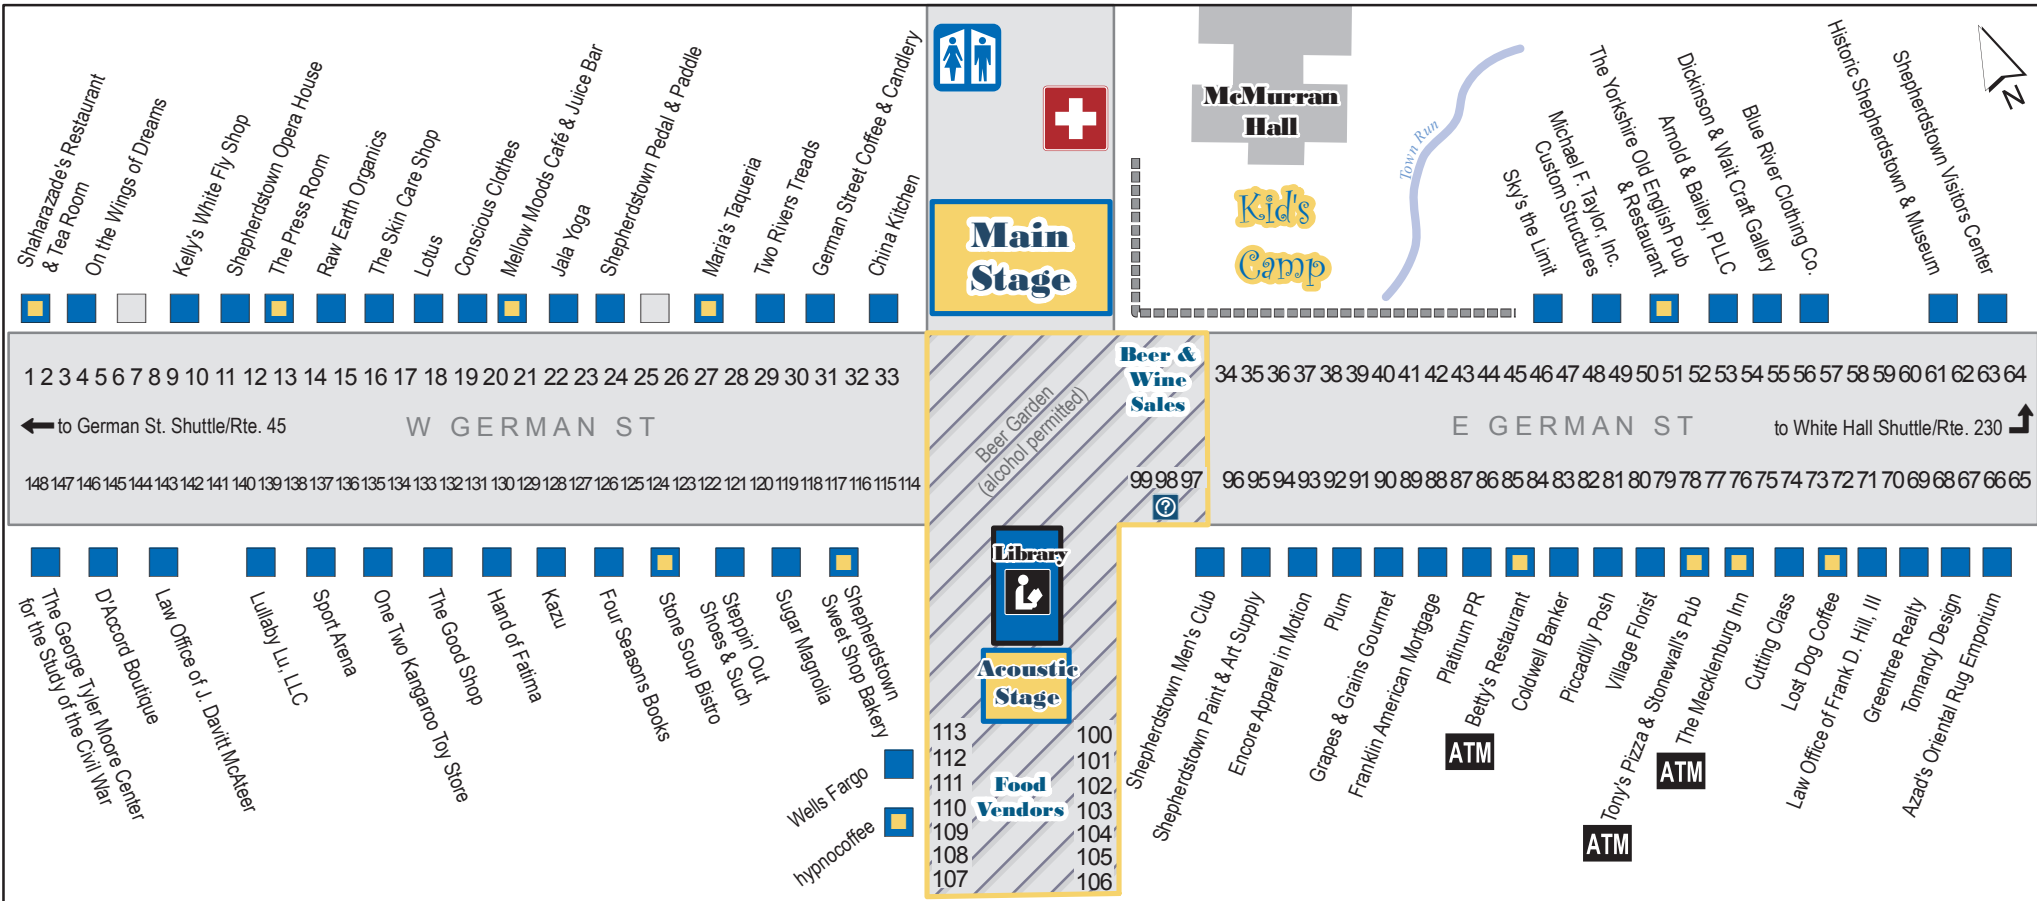 Shaharazade's Restaurant
& Tea Room
On the Wings of Dreams
Kelly's White Fly Shop
Shepherdstown Opera House
The Press Room
Raw Earth Organics
The Skin Care Shop
Lotus
Conscious Clothes
Mellow Moods Café & Juice Bar
Jala Yoga
Shepherdstown Pedal & Paddle
Maria's Taqueria
Two Rivers Treads
German Street Coffee & Candlery
China Kitchen
Main
Stage
McMurran
Hall
Kid's
Camp
Town Run
Sky's the Limit
Michael F. Taylor, Inc.
Custom Structures
The Yorkshire Old English Pub
& Restaurant
Arnold & Bailey, PLLC
Dickinson & Wait Craft Gallery
Blue River Clothing Co.
Historic Shepherdstown & Museum
Shepherdstown Visitors Center
N
1 2 3 4 5 6 7 8 9 10 11 12 13 14 15 16 17 18 19 20 21 22 23 24 25 26 27 28 29 30 31 32 33
Beer &
Wine
Sales
34 35 36 37 38 39 40 41 42 43 44 45 46 47 48 49 50 51 52 53 54 55 56 57 58 59 60 61 62 63 64
to German St. Shuttle/Rte. 45
W GERMAN ST
Beer Garden
(alcohol permitted)
E GERMAN ST
to White Hall Shuttle/Rte. 230
148 147 146 145 144 143 142 141 140 139 138 137 136 135 134 133 132 131 130 129 128 127 126 125 124 123 122 121 120 119 118 117 116 115 114
99 98 97
96 95 94 93 92 91 90 89 88 87 86 85 84 83 82 81 80 79 78 77 76 75 74 73 72 71 70 69 68 67 66 65
?
The George Tyler Moore Center
for the Study of the Civil War
D'Accord Boutique
Law Office of J. Davitt McAteer
Lullaby Lu, LLC
Sport Arena
One Two Kangaroo Toy Store
The Good Shop
Hand of Fatima
Kazu
Four Seasons Books
Stone Soup Bistro
Steppin' Out
Shoes & Such
Sugar Magnolia
Shepherdstown
Sweet Shop Bakery
Wells Fargo
hypnocoffee
Library
Acoustic
Stage
Food
Vendors
113
112
111
110
109
108
107
100
101
102
103
104
105
106
Shepherdstown Men's Club
Shepherdstown Paint & Art Supply
Encore Apparel in Motion
Plum
Grapes & Grains Gourmet
Franklin American Mortgage
Platinum PR
Betty's Restaurant
ATM
Coldwell Banker
Piccadilly Posh
Village Florist
Tony's Pizza & Stonewall's Pub
ATM
The Mecklenburg Inn
ATM
Cutting Class
Lost Dog Coffee
Law Office of Frank D. Hill, III
Greentree Realty
Tomandy Design
Azad's Oriental Rug Emporium